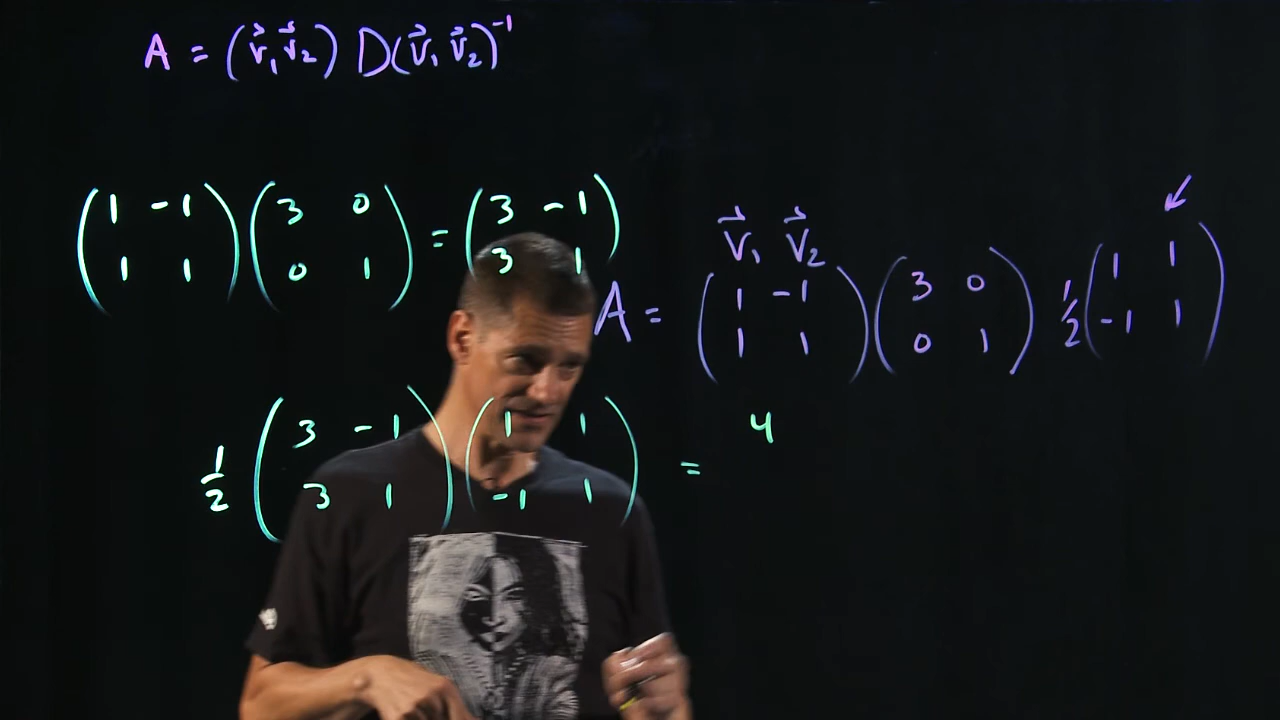 A = (v⃗₁ v⃗₂) D (v⃗₁ v⃗₂)⁻¹
(1 -1) (3 0) = (3 -1)
(1 1) (0 1) (3 1)
v⃗₁ v⃗₂
A = (1 -1) (3 0) 1/2 (1 1)
(1 1) (0 1) (-1 1)
1/2 (3 -1) (1 1) = 4
(3 1) (-1 1)